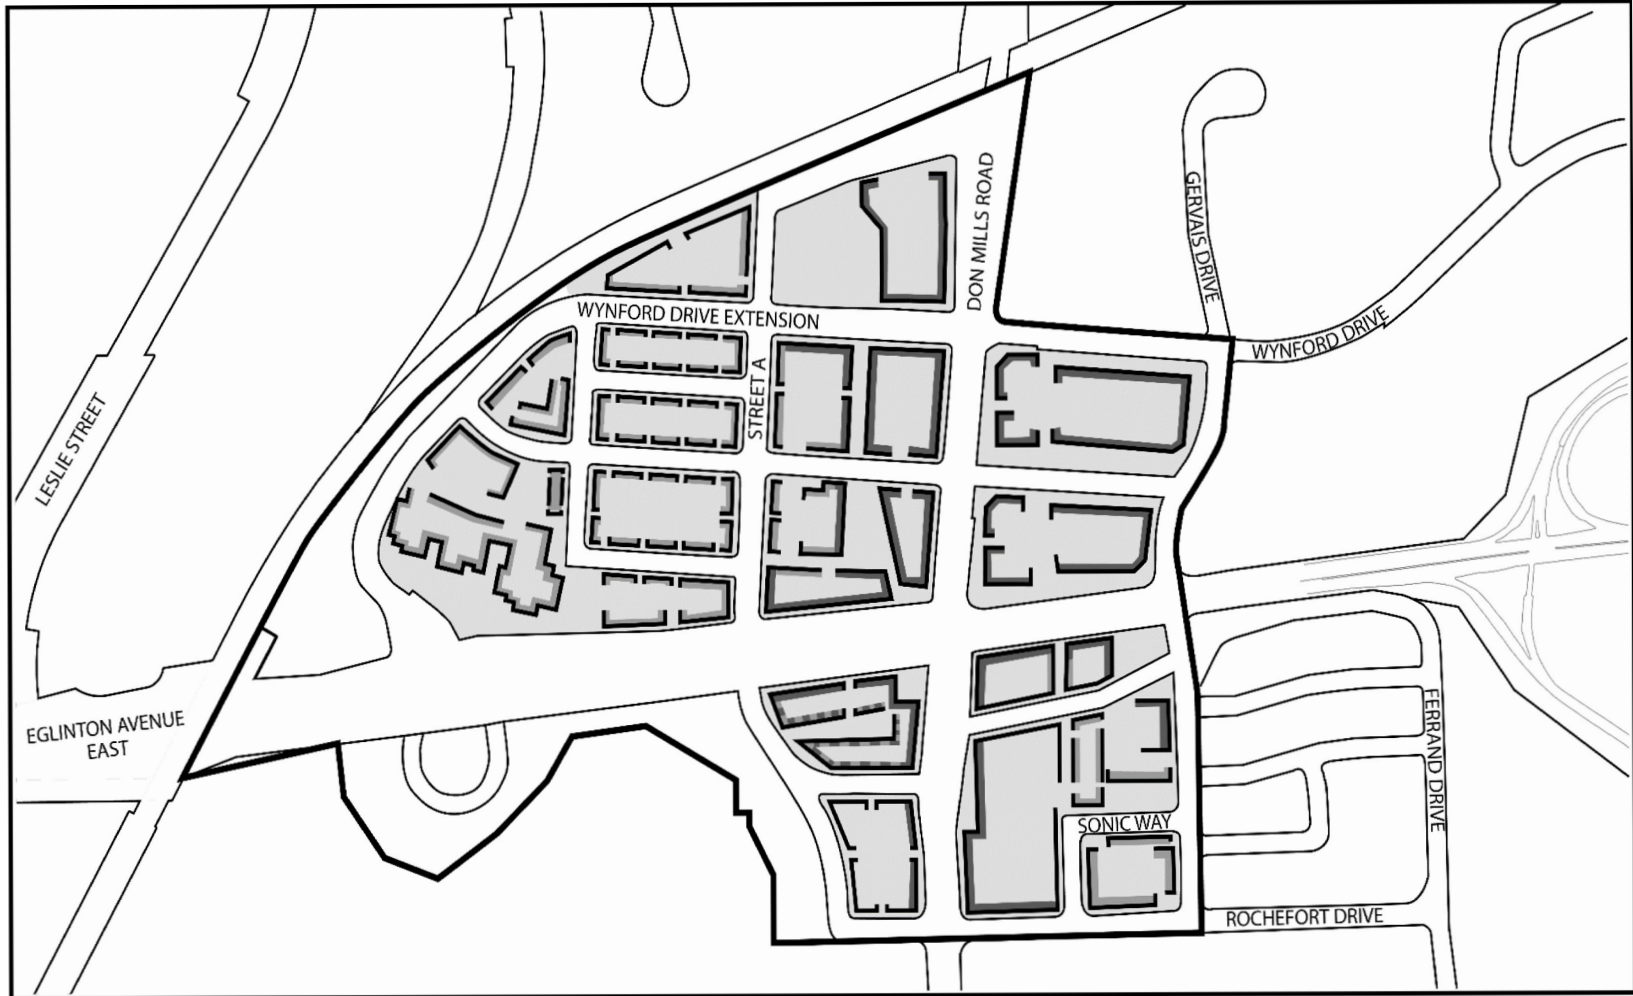 DON MILLS ROAD
GERVAIS DRIVE
WYNFORD DRIVE EXTENSION
WYNFORD DRIVE
STREET A
LESLIE STREET
EGLINTON AVENUE
EAST
FERRAND DRIVE
SONIC WAY
ROCHEFORT DRIVE